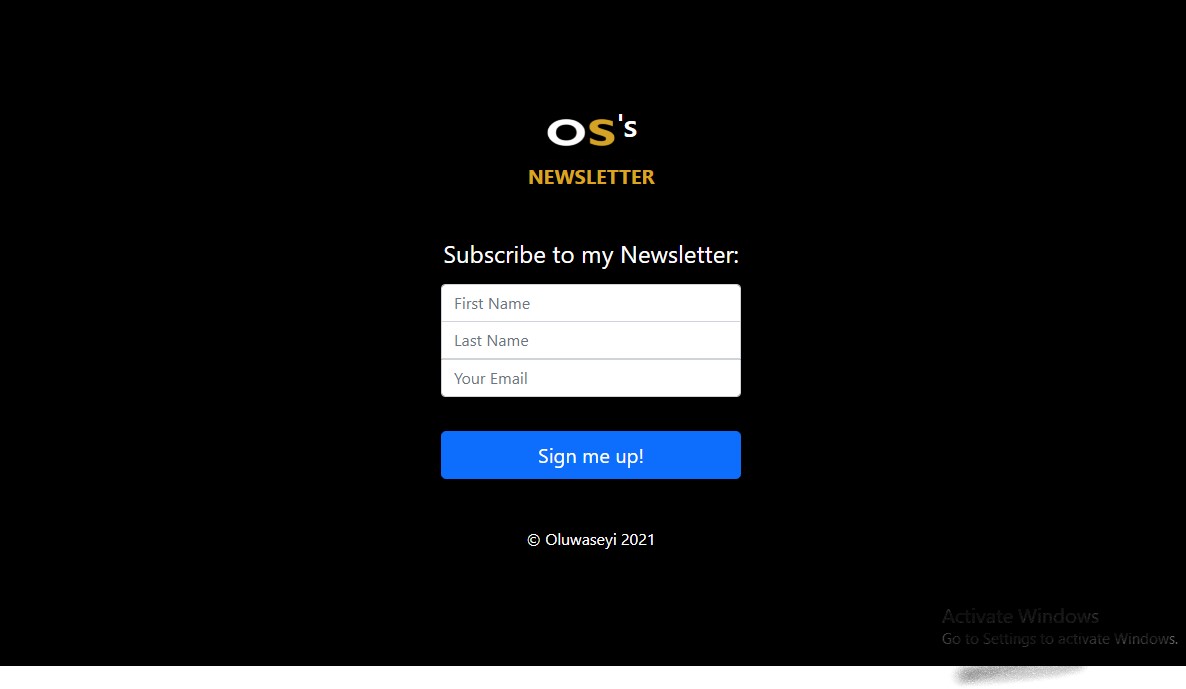 OS's
NEWSLETTER
Subscribe to my Newsletter:
First Name
Last Name
Your Email
Sign me up!
© Oluwaseyi 2021
Activate Windows
Go to Settings to activate Windows.